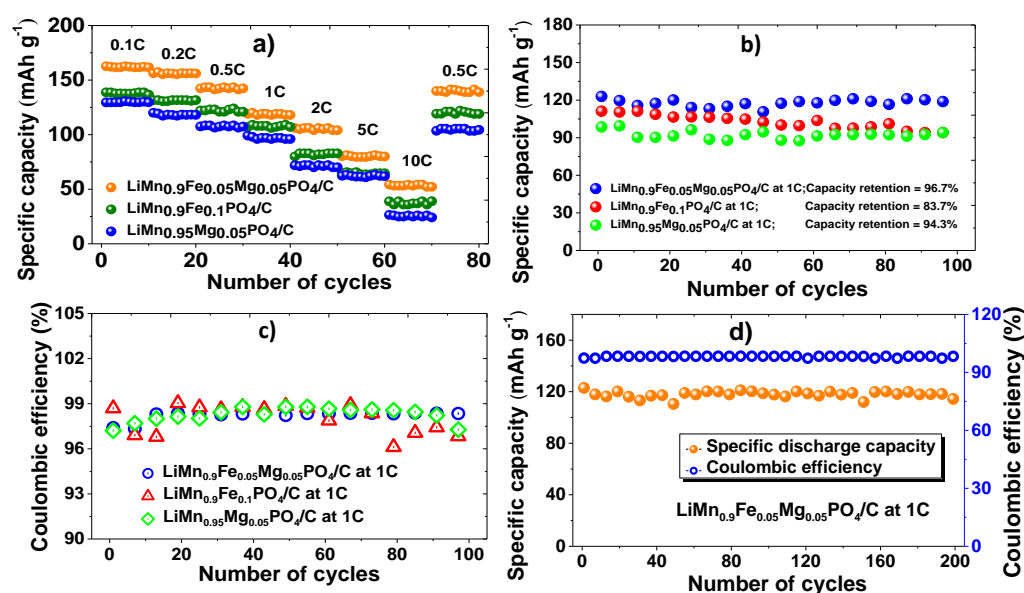 a)
0.1C
0.2C
0.5C
1C
2C
5C
10C
0.5C
LiMn0.9Fe0.05Mg0.05PO4/C
LiMn0.9Fe0.1PO4/C
LiMn0.95Mg0.05PO4/C
200
150
100
50
0
0 20 40 60 80
Specific capacity (mAh g-1)
Number of cycles
b)
LiMn0.9Fe0.05Mg0.05PO4/C at 1C;Capacity retention = 96.7%
LiMn0.9Fe0.1PO4/C at 1C; Capacity retention = 83.7%
LiMn0.95Mg0.05PO4/C at 1C; Capacity retention = 94.3%
180
150
120
90
60
30
0
0 20 40 60 80 100
Specific capacity (mAh g-1)
Number of cycles
c)
LiMn0.9Fe0.05Mg0.05PO4/C at 1C
LiMn0.9Fe0.1PO4/C at 1C
LiMn0.95Mg0.05PO4/C at 1C
105
102
99
96
93
90
0 20 40 60 80 100
Coulombic efficiency (%)
Number of cycles
d)
Specific discharge capacity
Coulombic efficiency
LiMn0.9Fe0.05Mg0.05PO4/C at 1C
160
120
80
40
0
0 40 80 120 160 200
120
90
60
30
0
Specific capacity (mAh g-1)
Coulombic efficiency (%)
Number of cycles